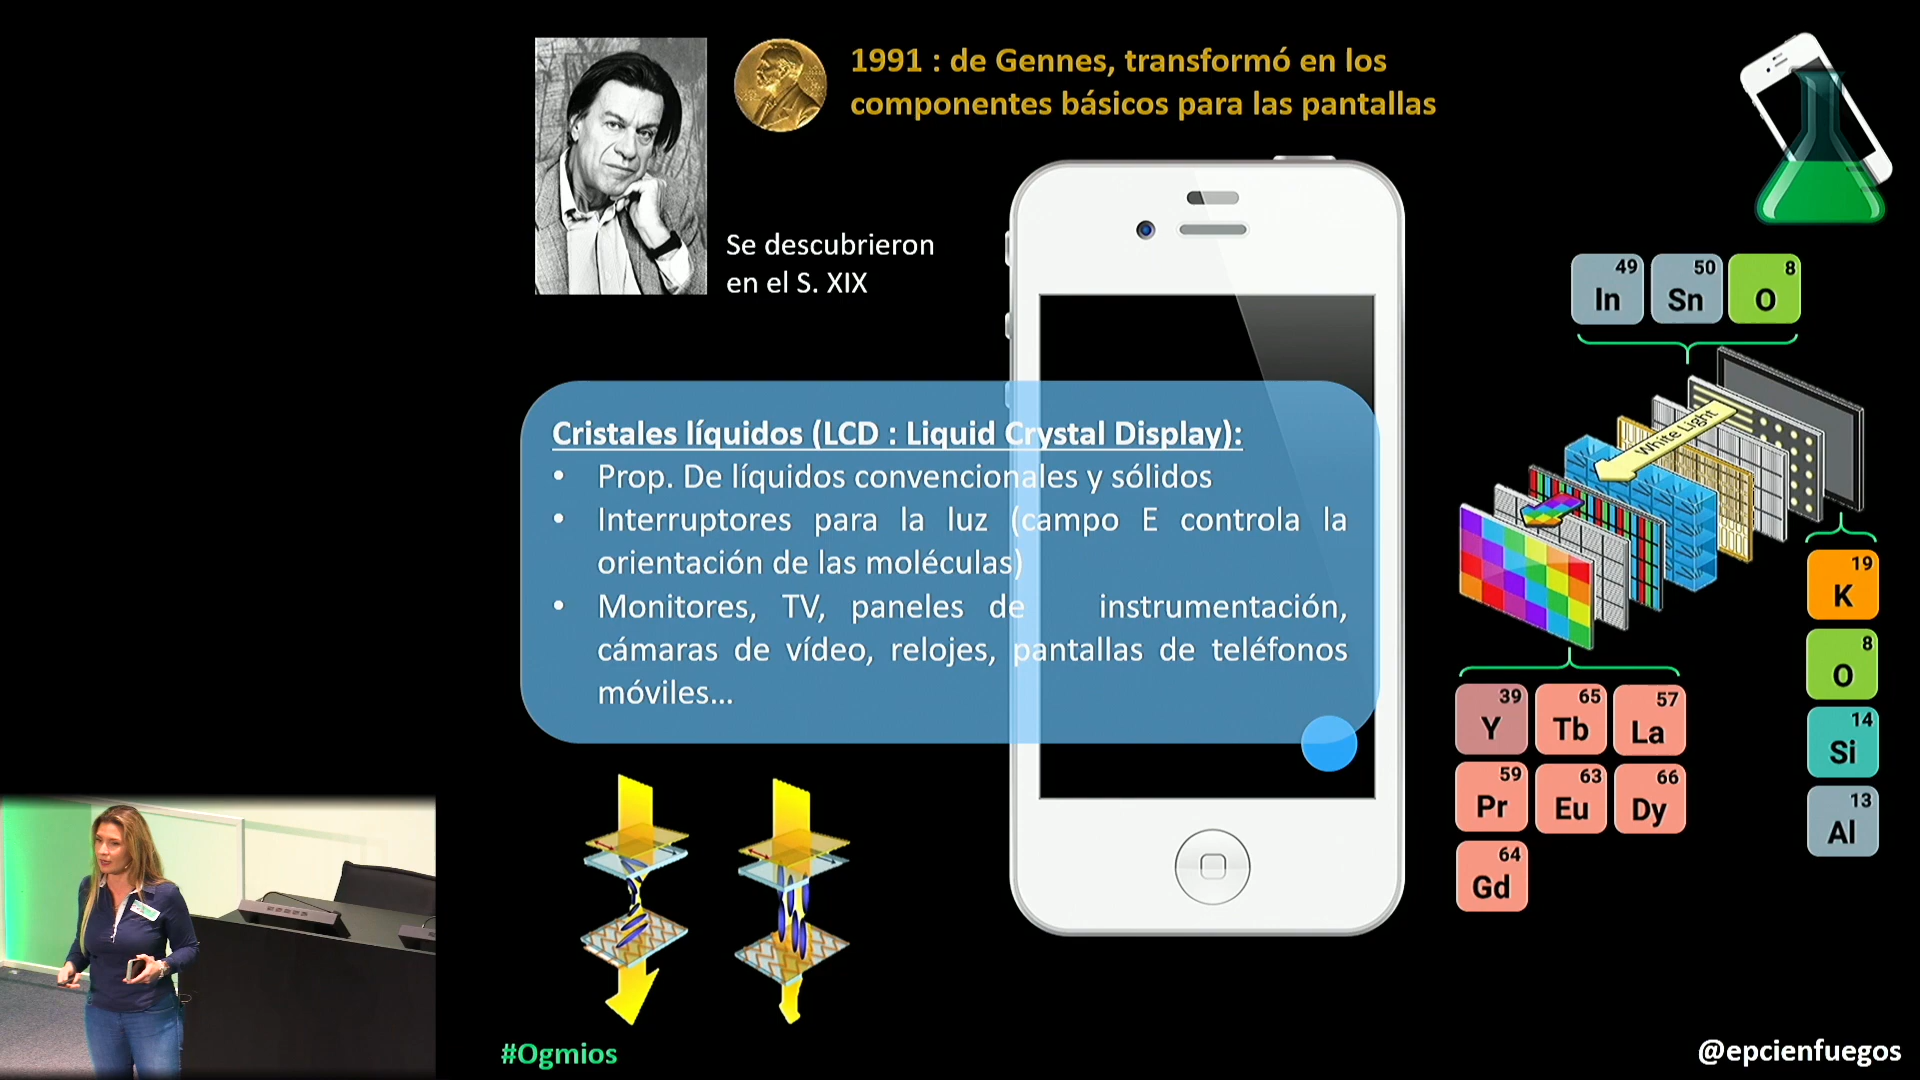 1991 : de Gennes, transformó en los
componentes básicos para las pantallas
Se descubrieron
en el S. XIX
Cristales líquidos (LCD : Liquid Crystal Display):
• Prop. De líquidos convencionales y sólidos
• Interruptores para la luz (campo E controla la
orientación de las moléculas)
• Monitores, TV, paneles de instrumentación,
cámaras de vídeo, relojes, pantallas de teléfonos
móviles...
49 In 50 Sn 8 O
White Light
19 K
8 O
14 Si
13 Al
39 Y 65 Tb 57 La
59 Pr 63 Eu 66 Dy
64 Gd
#Ogmios
@epcienfuegos